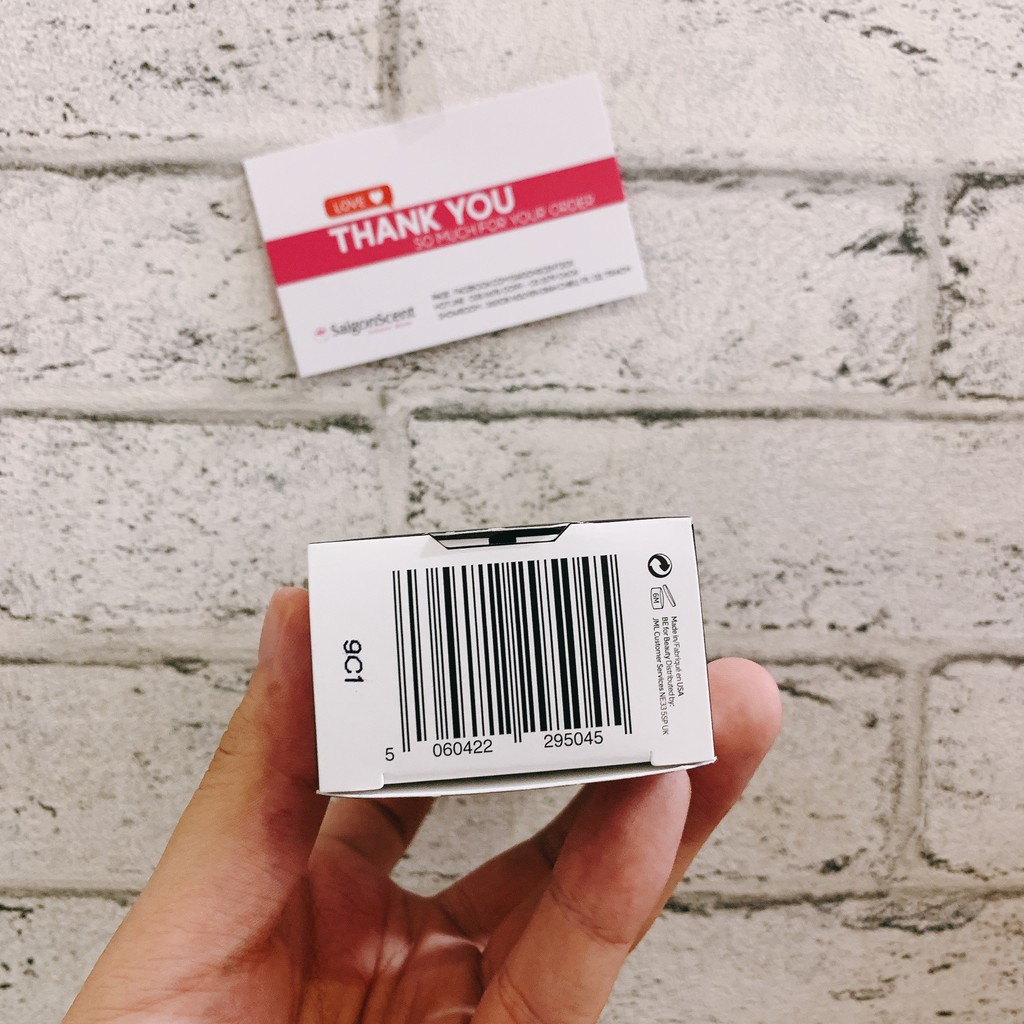 LOVE
THANK YOU
SO MUCH FOR YOUR ORDER
SaigonScent
9C1
5 060422 295045
6M
Made in/Fabriqué en USA
BE for Beauty Distributed by:
JML Customer Services NE33 5SP UK